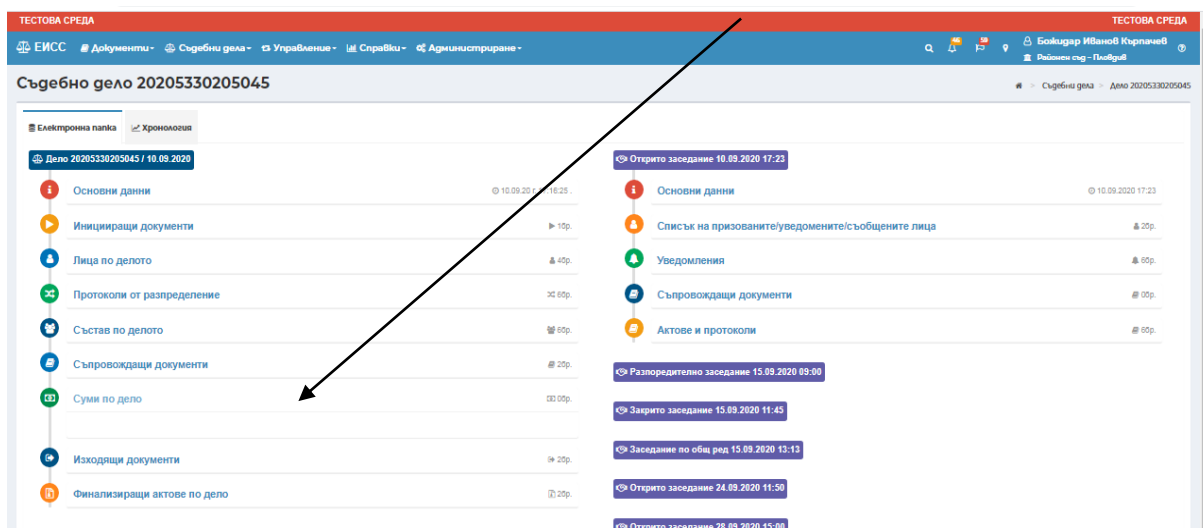 ТЕСТОВА СРЕДА ТЕСТОВА СРЕДА
ЕИСС Документи Съдебни дела Управление Справки Администриране Божидар Иванов Кърпачев
Районен съд - Пловдив
Съдебно дело 20205330205045
Съдебни дела > Дело 20205330205045
Електронна папка Хронология
Дело 20205330205045 / 10.09.2020
Основни данни
Иницииращи документи 1бр.
Лица по делото 4бр.
Протоколи от разпределение 6бр.
Състав по делото 6бр.
Съпровождащи документи 2бр.
Суми по дело 0бр.
Изходящи документи 2бр.
Финализиращи актове по дело 2бр.
Открито заседание 10.09.2020 17:23
Основни данни 10.09.2020 17:23
Списък на призованите/уведомените/съобщените лица 2бр.
Уведомления 6бр.
Съпровождащи документи 0бр.
Актове и протоколи 6бр.
Разпоредително заседание 15.09.2020 09:00
Закрито заседание 15.09.2020 11:45
Заседание по общ ред 15.09.2020 13:13
Открито заседание 24.09.2020 11:50
Открито заседание 28.09.2020 15:00